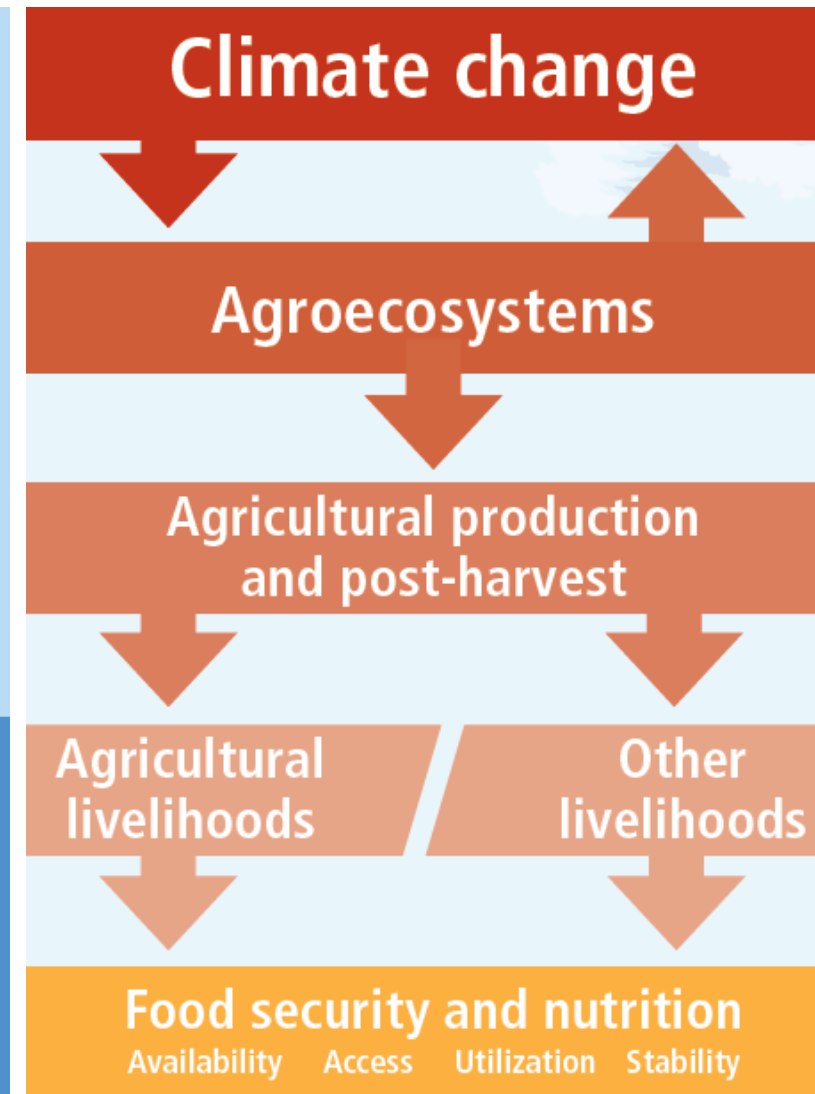 Climate change
Agroecosystems
Agricultural production
and post-harvest
Agricultural
livelihoods
Other
livelihoods
Food security and nutrition
Availability Access Utilization Stability